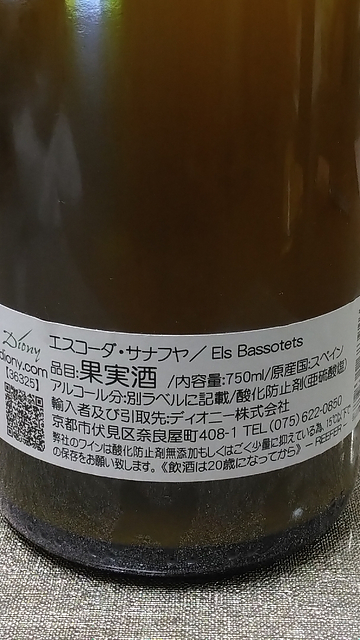 Diony
diony.com
【36325】
エスコーダ・サナフヤ／ Els Bassotets
品目:果実酒 /内容量:750ml/原産国:スペイン
アルコール分:別ラベルに記載/酸化防止剤(亜硫酸塩)
輸入者及び引取先:ディオニー株式会社
京都市伏見区奈良屋町408-1 TEL(075)622-0850
弊社のワインは酸化防止剤無添加もしくはごく少量に抑えている為、15℃以下
の保存をお願い致します。《飲酒は20歳になってから》 ― REEFER ―